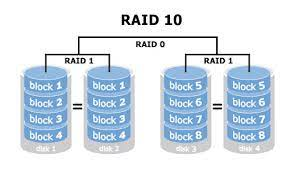 RAID 10
RAID 0
RAID 1
RAID 1
block 1
block 2
block 3
block 4
disk 1
=
block 1
block 2
block 3
block 4
disk 2
block 5
block 6
block 7
block 8
disk 3
=
block 5
block 6
block 7
block 8
disk 4